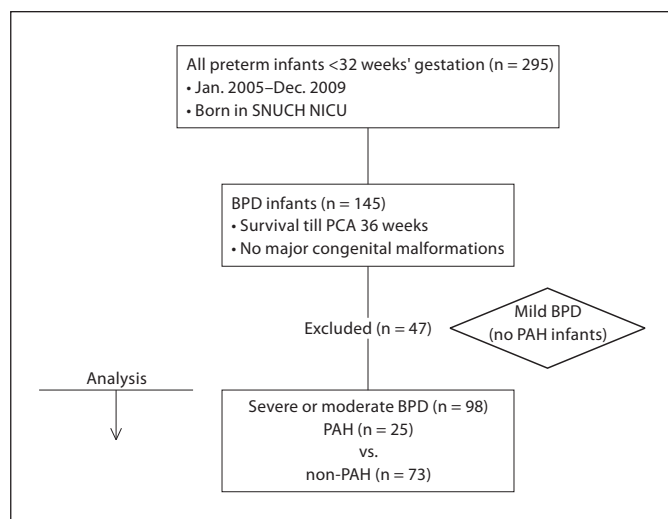 All preterm infants <32 weeks' gestation (n = 295)
• Jan. 2005–Dec. 2009
• Born in SNUCH NICU
BPD infants (n = 145)
• Survival till PCA 36 weeks
• No major congenital malformations
Excluded (n = 47)
Mild BPD
(no PAH infants)
Analysis
Severe or moderate BPD (n = 98)
PAH (n = 25)
vs.
non-PAH (n = 73)